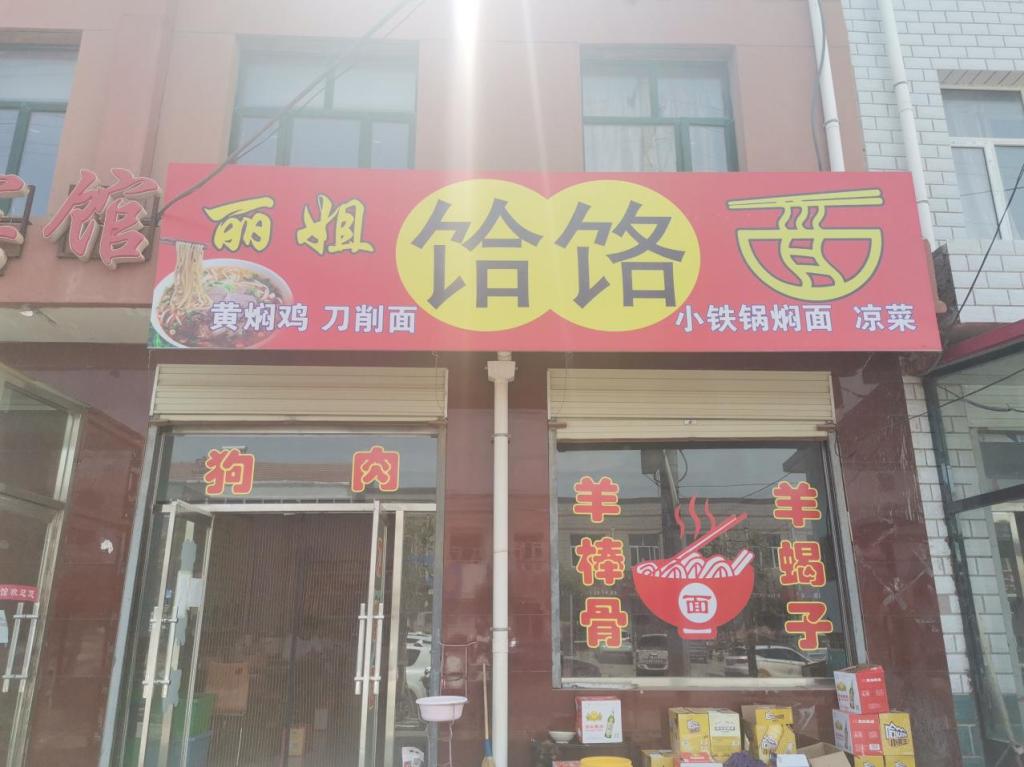 馆
丽姐 饸饹面
黄焖鸡 刀削面 小铁锅焖面 凉菜
狗肉
羊棒骨
面
羊蝎子